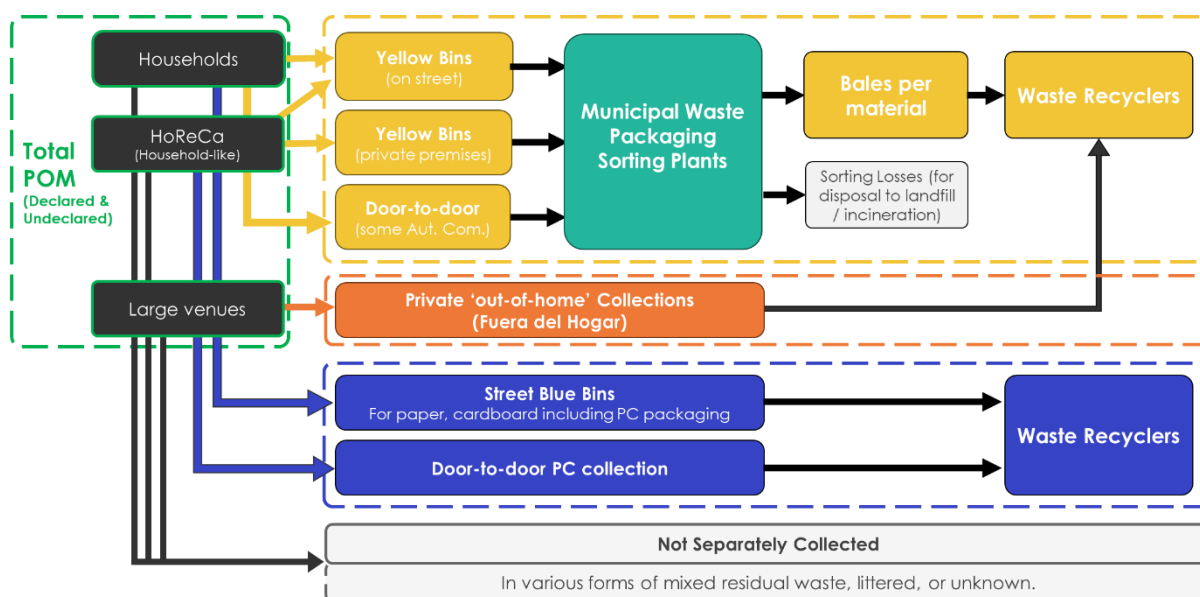 Total
POM
(Declared &
Undeclared)
Households
HoReCa
(Household-like)
Large venues
Yellow Bins
(on street)
Yellow Bins
(private premises)
Door-to-door
(some Aut. Com.)
Municipal Waste
Packaging
Sorting Plants
Bales per
material
Waste Recyclers
Sorting Losses (for
disposal to landfill
/ incineration)
Private ‘out-of-home’ Collections
(Fuera del Hogar)
Street Blue Bins
For paper, cardboard including PC packaging
Door-to-door PC collection
Waste Recyclers
Not Separately Collected
In various forms of mixed residual waste, littered, or unknown.